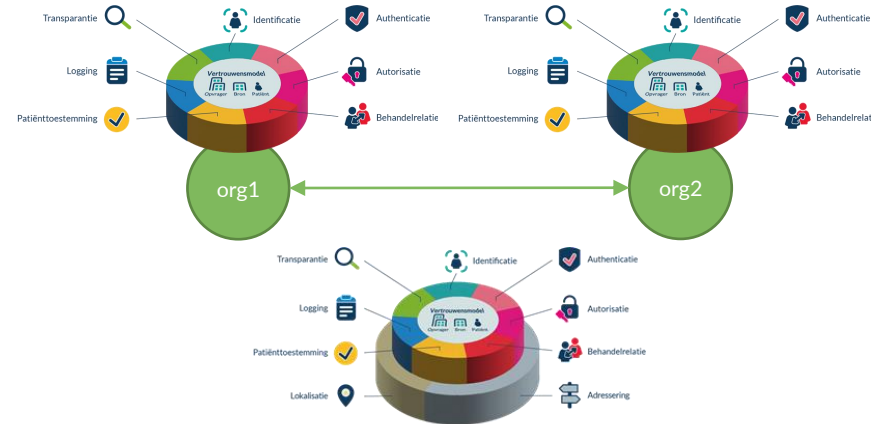 Transparantie
Identificatie
Authenticatie
Logging
Vertrouwensmodel
Opvrager Bron Patiënt
Autorisatie
Patiënttoestemming
Behandelrelatie
org1
Transparantie
Identificatie
Authenticatie
Logging
Vertrouwensmodel
Opvrager Bron Patiënt
Autorisatie
Patiënttoestemming
Behandelrelat
org2
Transparantie
Identificatie
Authenticatie
Logging
Vertrouwensmodel
Opvrager Bron Patiënt
Autorisatie
Patiënttoestemming
Behandelrelatie
Lokalisatie
Adressering